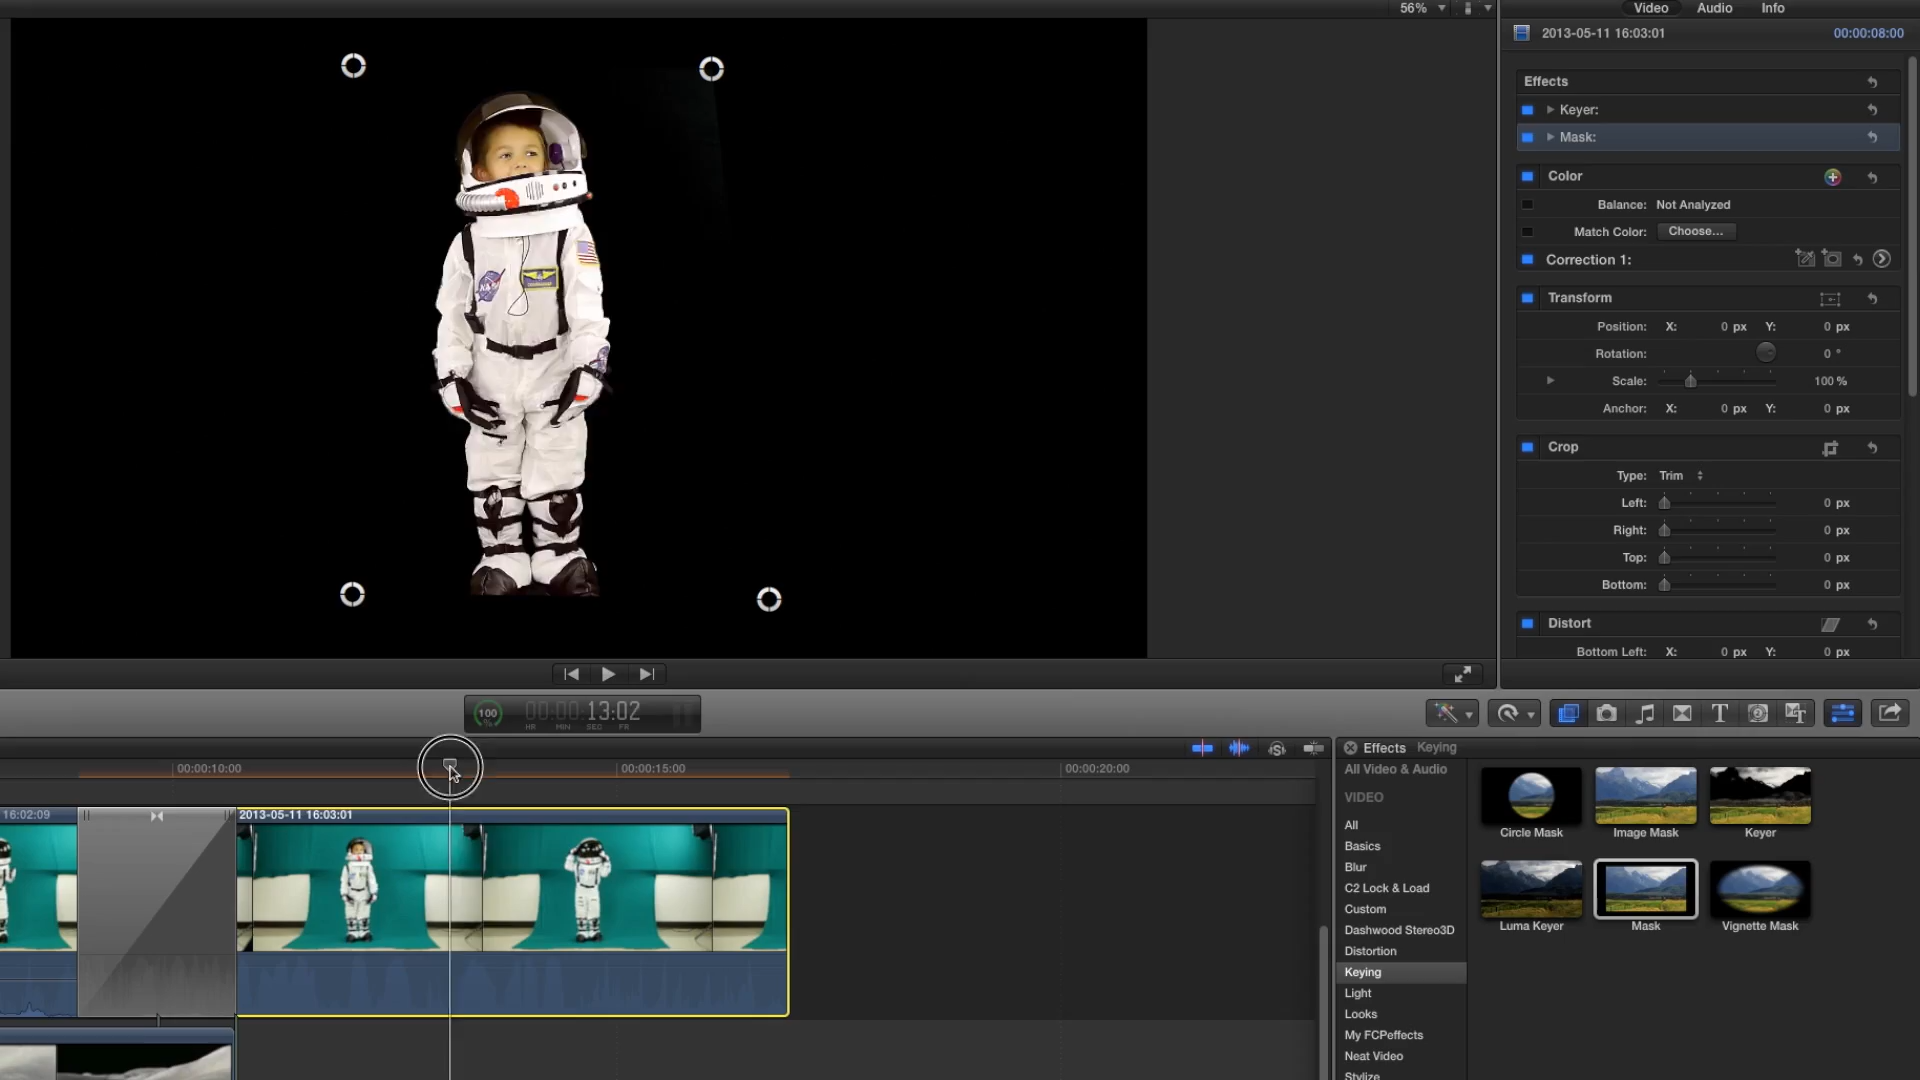 56%
Video Audio Info
2013-05-11 16:03:01 00:00:08:00
Effects
Keyer:
Mask:
Color
Balance: Not Analyzed
Match Color: Choose...
Correction 1:
Transform
Position: X: 0 px Y: 0 px
Rotation: 0 °
Scale: 100 %
Anchor: X: 0 px Y: 0 px
Crop
Type: Trim
Left: 0 px
Right: 0 px
Top: 0 px
Bottom: 0 px
Distort
Bottom Left: X: 0 px Y: 0 px
100 % 00:00:13:02
HR MIN SEC FR
00:00:10:00 00:00:15:00 00:00:20:00
16:02:09 2013-05-11 16:03:01
Effects Keying
All Video & Audio
VIDEO
All
Basics
Blur
C2 Lock & Load
Custom
Dashwood Stereo3D
Distortion
Keying
Light
Looks
My FCPeffects
Neat Video
Stylize
Circle Mask Image Mask Keyer
Luma Keyer Mask Vignette Mask